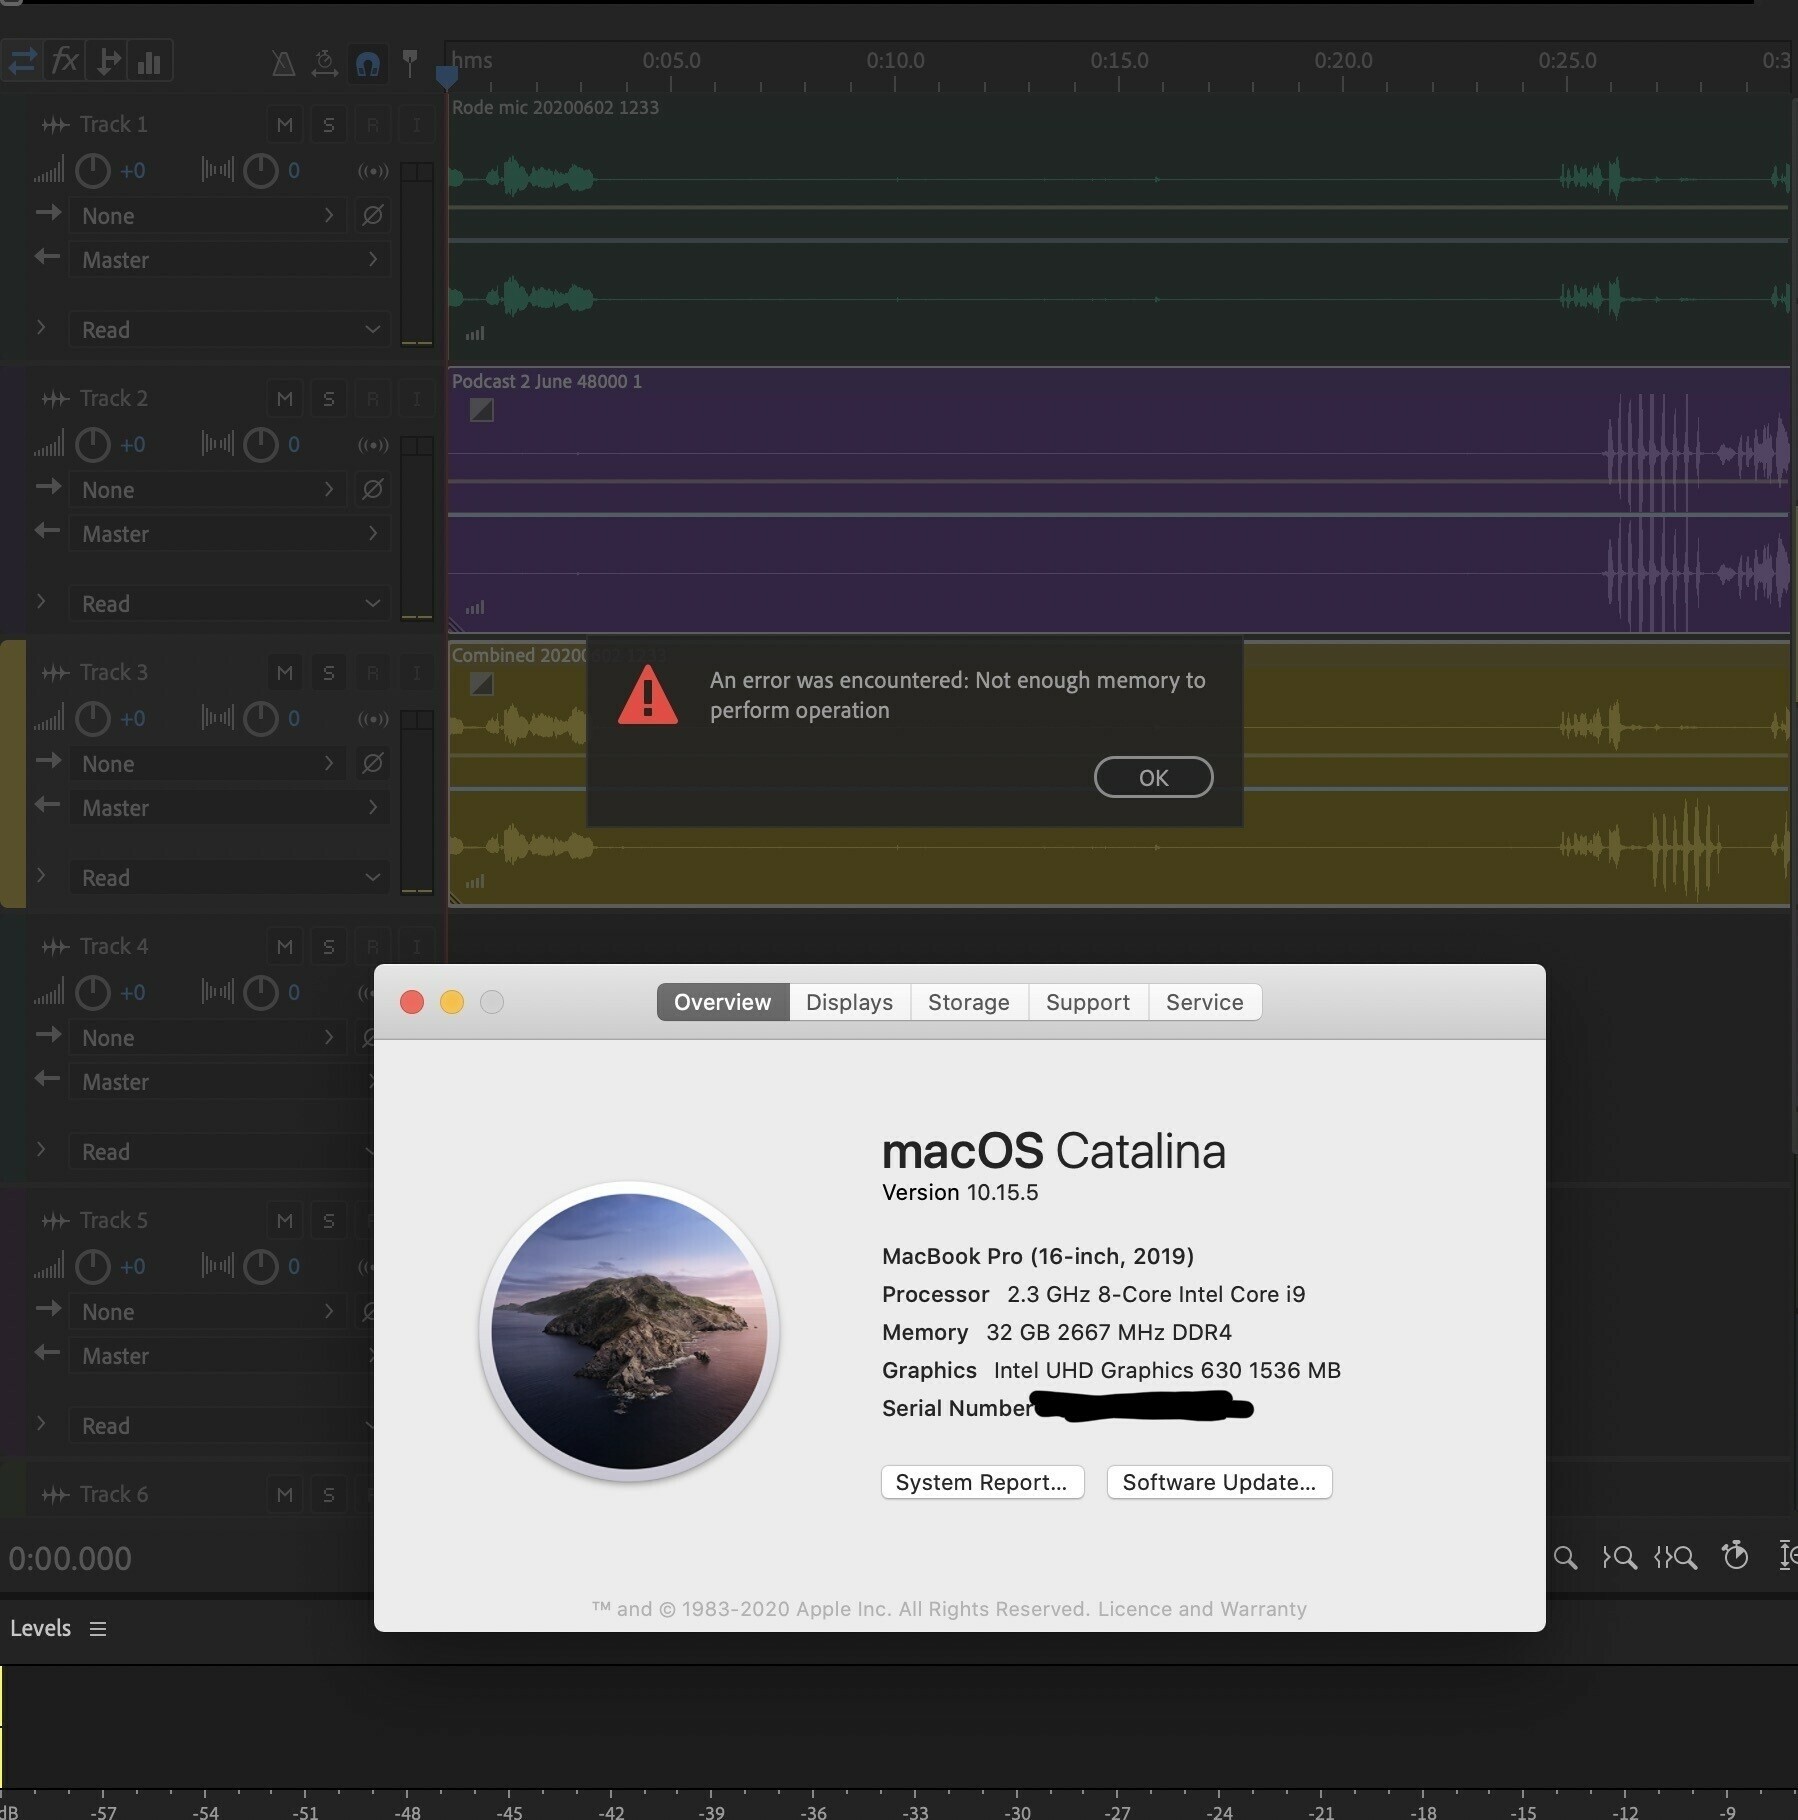 fx
hms 0:05.0 0:10.0 0:15.0 0:20.0 0:25.0 0:3
Track 1 M S R I
Rode mic 20200602 1233
+0 0
None
Master
Read
Track 2 M S R I
Podcast 2 June 48000 1
+0 0
None
Master
Read
Track 3 M S R I
+0 0
None
Master
Read
An error was encountered: Not enough memory to
perform operation
OK
Track 4 M S R I
+0 0
None
Master
Read
Track 5 M S
+0 0
None
Master
Read
Track 6 M S
0:00.000
Overview Displays Storage Support Service
macOS Catalina
Version 10.15.5
MacBook Pro (16-inch, 2019)
Processor 2.3 GHz 8-Core Intel Core i9
Memory 32 GB 2667 MHz DDR4
Graphics Intel UHD Graphics 630 1536 MB
Serial Number
System Report... Software Update...
™ and © 1983-2020 Apple Inc. All Rights Reserved. Licence and Warranty
Levels
dB -57 -54 -51 -48 -45 -42 -39 -36 -33 -30 -27 -24 -21 -18 -15 -12 -9